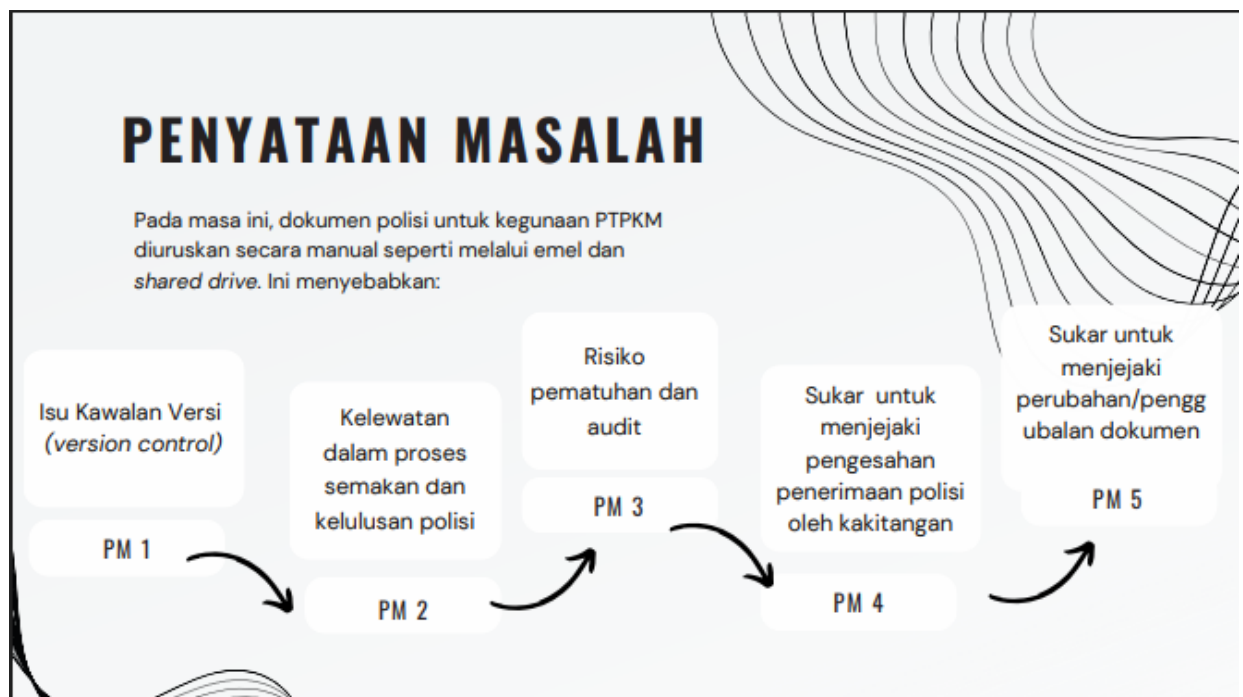 PENYATAAN MASALAH
Pada masa ini, dokumen polisi untuk kegunaan PTPKM
diuruskan secara manual seperti melalui emel dan
shared drive. Ini menyebabkan:
Isu Kawalan Versi
(version control)
PM 1
Kelewatan
dalam proses
semakan dan
kelulusan polisi
PM 2
Risiko
pematuhan dan
audit
PM 3
Sukar untuk
menjejaki
pengesahan
penerimaan polisi
oleh kakitangan
PM 4
Sukar untuk
menjejaki
perubahan/pengg
ubalan dokumen
PM 5